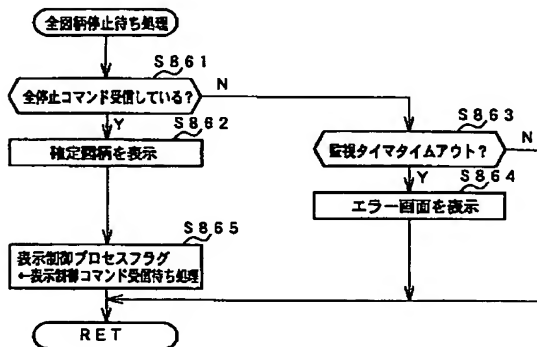 全図柄停止待ち処理
S861
全停止コマンド受信している?
N
Y
S862
確定図柄を表示
S863
監視タイマタイムアウト?
N
Y
S864
エラー画面を表示
S865
表示制御プロセスフラグ
←表示制御コマンド受信待ち処理
RET